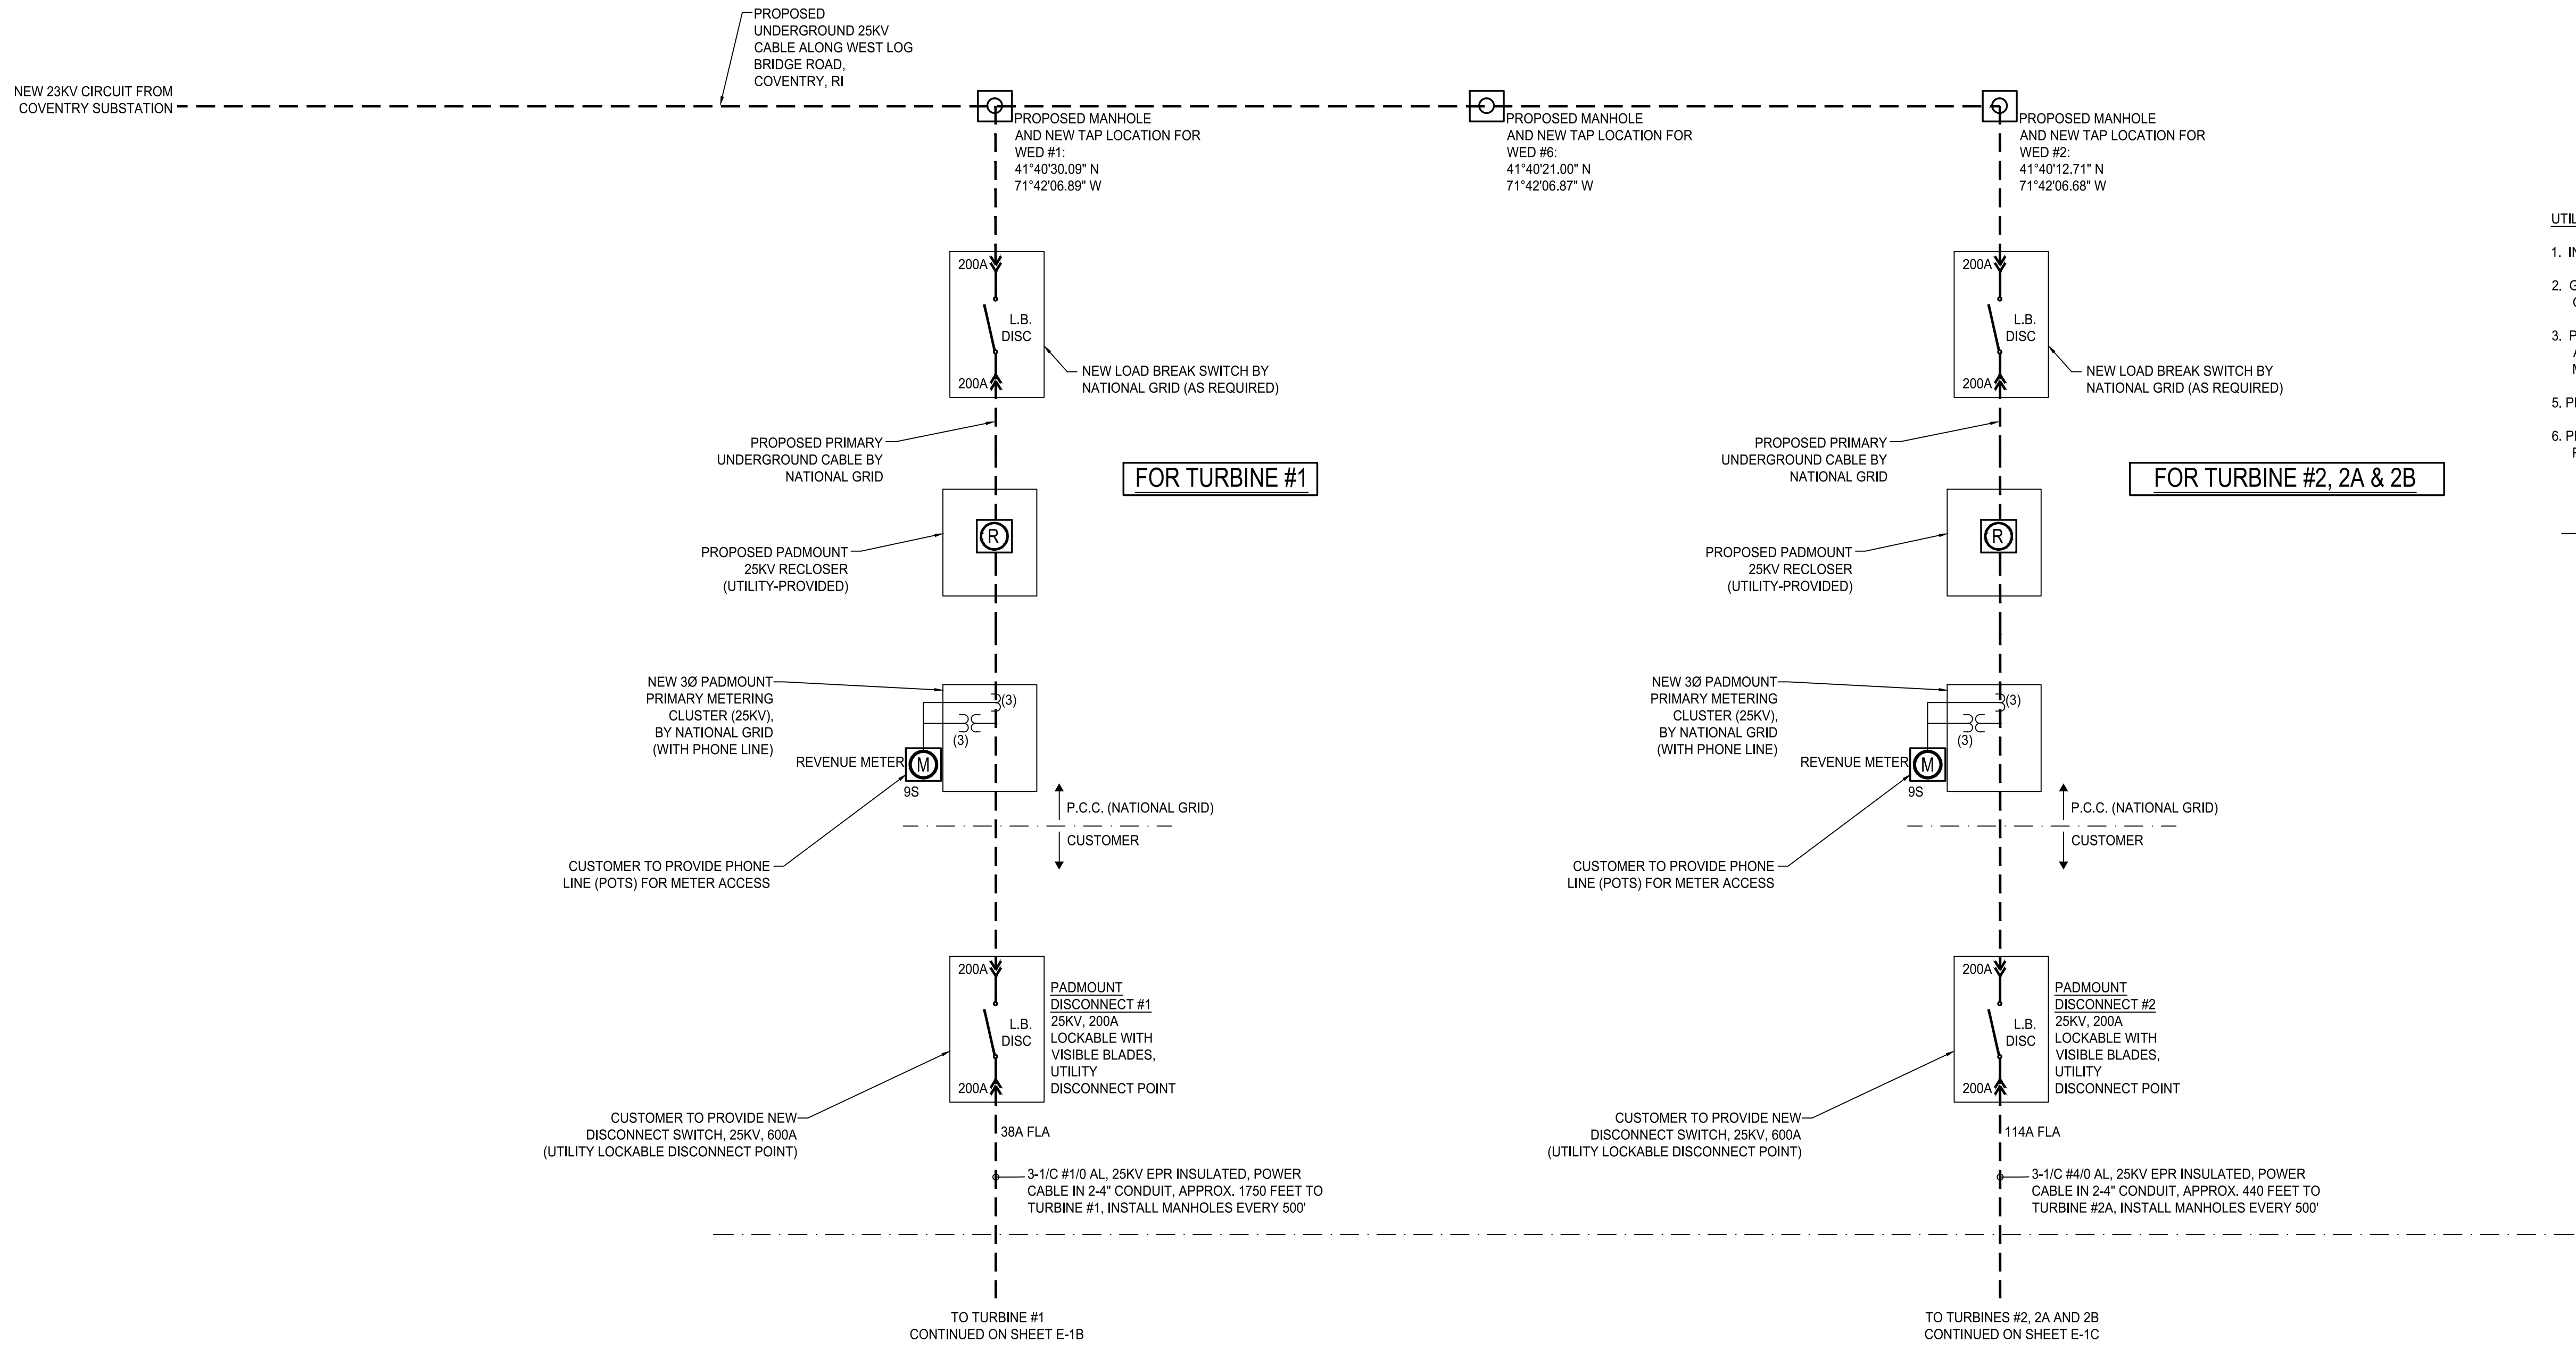 PROPOSED
UNDERGROUND 25KV
CABLE ALONG WEST LOG
BRIDGE ROAD,
COVENTRY, RI
NEW 23KV CIRCUIT FROM
COVENTRY SUBSTATION
PROPOSED MANHOLE
AND NEW TAP LOCATION FOR
WED #1:
41°40'30.09" N
71°42'06.89" W
PROPOSED MANHOLE
AND NEW TAP LOCATION FOR
WED #6:
41°40'21.00" N
71°42'06.87" W
PROPOSED MANHOLE
AND NEW TAP LOCATION FOR
WED #2:
41°40'12.71" N
71°42'06.68" W
200A
L.B.
DISC
200A
NEW LOAD BREAK SWITCH BY
NATIONAL GRID (AS REQUIRED)
PROPOSED PRIMARY
UNDERGROUND CABLE BY
NATIONAL GRID
FOR TURBINE #1
R
PROPOSED PADMOUNT
25KV RECLOSER
(UTILITY-PROVIDED)
NEW 3Ø PADMOUNT
PRIMARY METERING
CLUSTER (25KV),
BY NATIONAL GRID
(WITH PHONE LINE)
(3)
(3)
REVENUE METER
M
9S
P.C.C. (NATIONAL GRID)
CUSTOMER
CUSTOMER TO PROVIDE PHONE
LINE (POTS) FOR METER ACCESS
200A
L.B.
DISC
200A
PADMOUNT
DISCONNECT #1
25KV, 200A
LOCKABLE WITH
VISIBLE BLADES,
UTILITY
DISCONNECT POINT
CUSTOMER TO PROVIDE NEW
DISCONNECT SWITCH, 25KV, 600A
(UTILITY LOCKABLE DISCONNECT POINT)
38A FLA
3-1/C #1/0 AL, 25KV EPR INSULATED, POWER
CABLE IN 2-4" CONDUIT, APPROX. 1750 FEET TO
TURBINE #1, INSTALL MANHOLES EVERY 500'
TO TURBINE #1
CONTINUED ON SHEET E-1B
200A
L.B.
DISC
200A
NEW LOAD BREAK SWITCH BY
NATIONAL GRID (AS REQUIRED)
PROPOSED PRIMARY
UNDERGROUND CABLE BY
NATIONAL GRID
FOR TURBINE #2, 2A & 2B
R
PROPOSED PADMOUNT
25KV RECLOSER
(UTILITY-PROVIDED)
NEW 3Ø PADMOUNT
PRIMARY METERING
CLUSTER (25KV),
BY NATIONAL GRID
(WITH PHONE LINE)
(3)
(3)
REVENUE METER
M
9S
P.C.C. (NATIONAL GRID)
CUSTOMER
CUSTOMER TO PROVIDE PHONE
LINE (POTS) FOR METER ACCESS
200A
L.B.
DISC
200A
PADMOUNT
DISCONNECT #2
25KV, 200A
LOCKABLE WITH
VISIBLE BLADES,
UTILITY
DISCONNECT POINT
CUSTOMER TO PROVIDE NEW
DISCONNECT SWITCH, 25KV, 600A
(UTILITY LOCKABLE DISCONNECT POINT)
114A FLA
3-1/C #4/0 AL, 25KV EPR INSULATED, POWER
CABLE IN 2-4" CONDUIT, APPROX. 440 FEET TO
TURBINE #2A, INSTALL MANHOLES EVERY 500'
TO TURBINES #2, 2A AND 2B
CONTINUED ON SHEET E-1C
1.
2.
3.
5.
6.